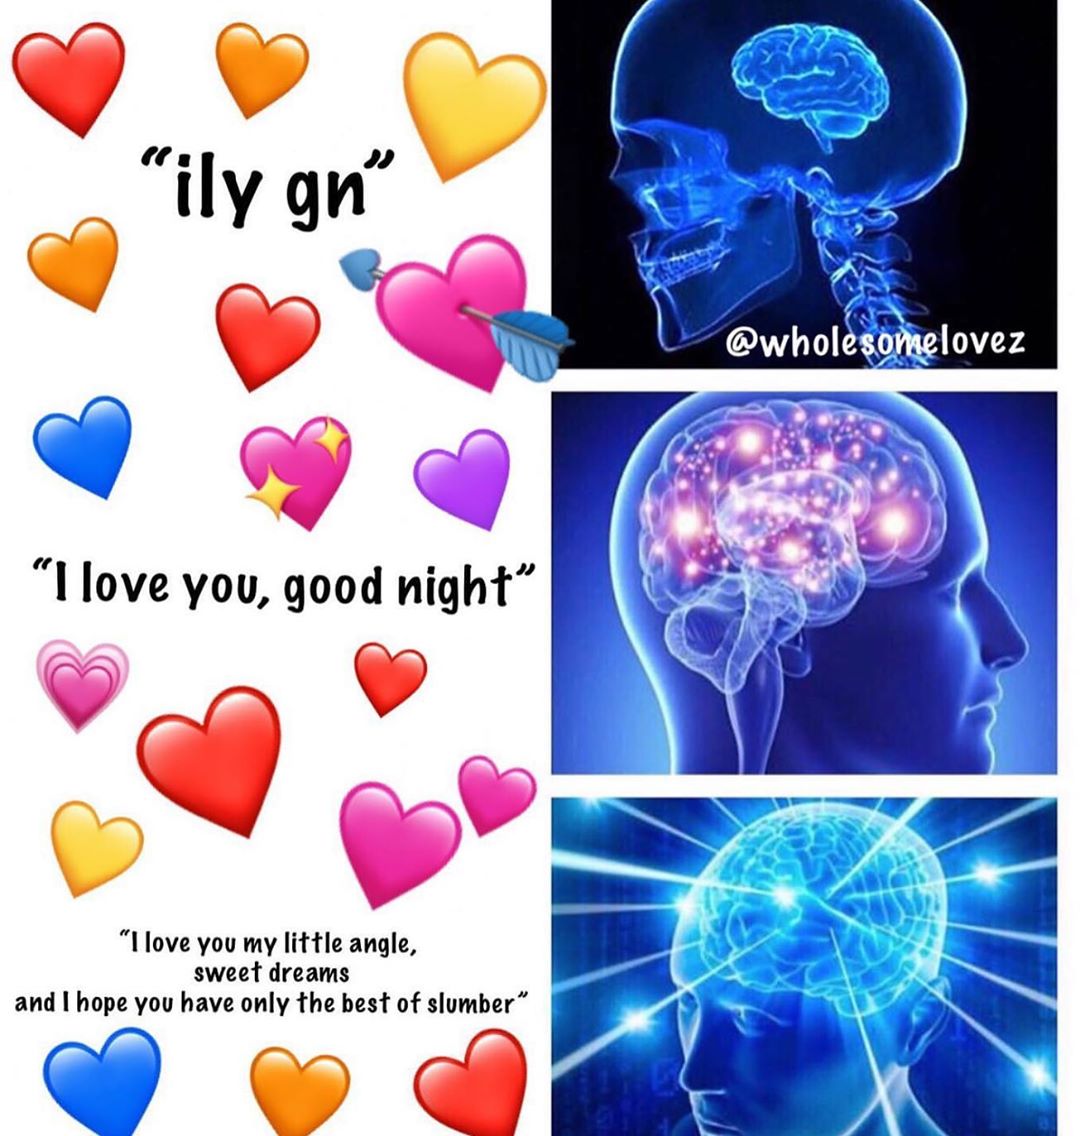 “ily gn”
@wholesomelovez
“I love you, good night”
“I love you my little angle,
sweet dreams
and I hope you have only the best of slumber”